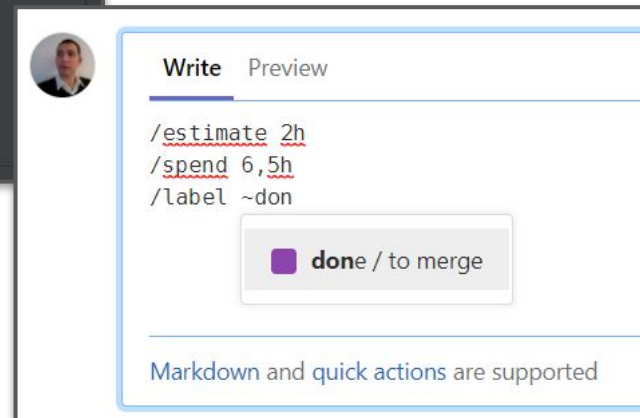 Write Preview
/estimate 2h
/spend 6,5h
/label ~don
done / to merge
Markdown and quick actions are supported